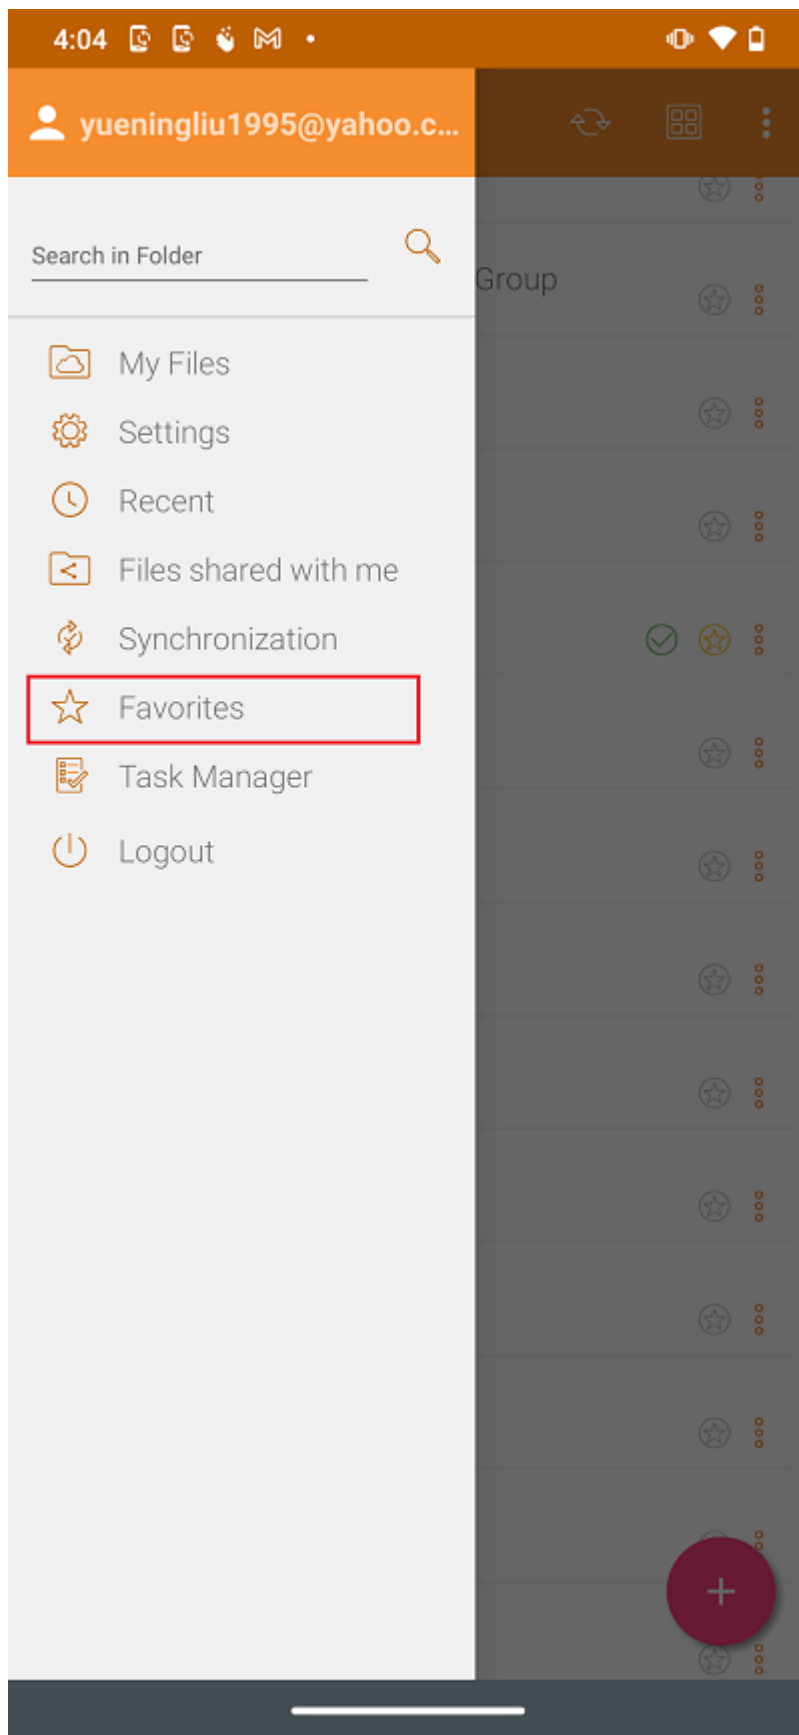 4:04
yueningliu1995@yahoo.c...
Search in Folder
Group
My Files
Settings
Recent
Files shared with me
Synchronization
Favorites
Task Manager
Logout